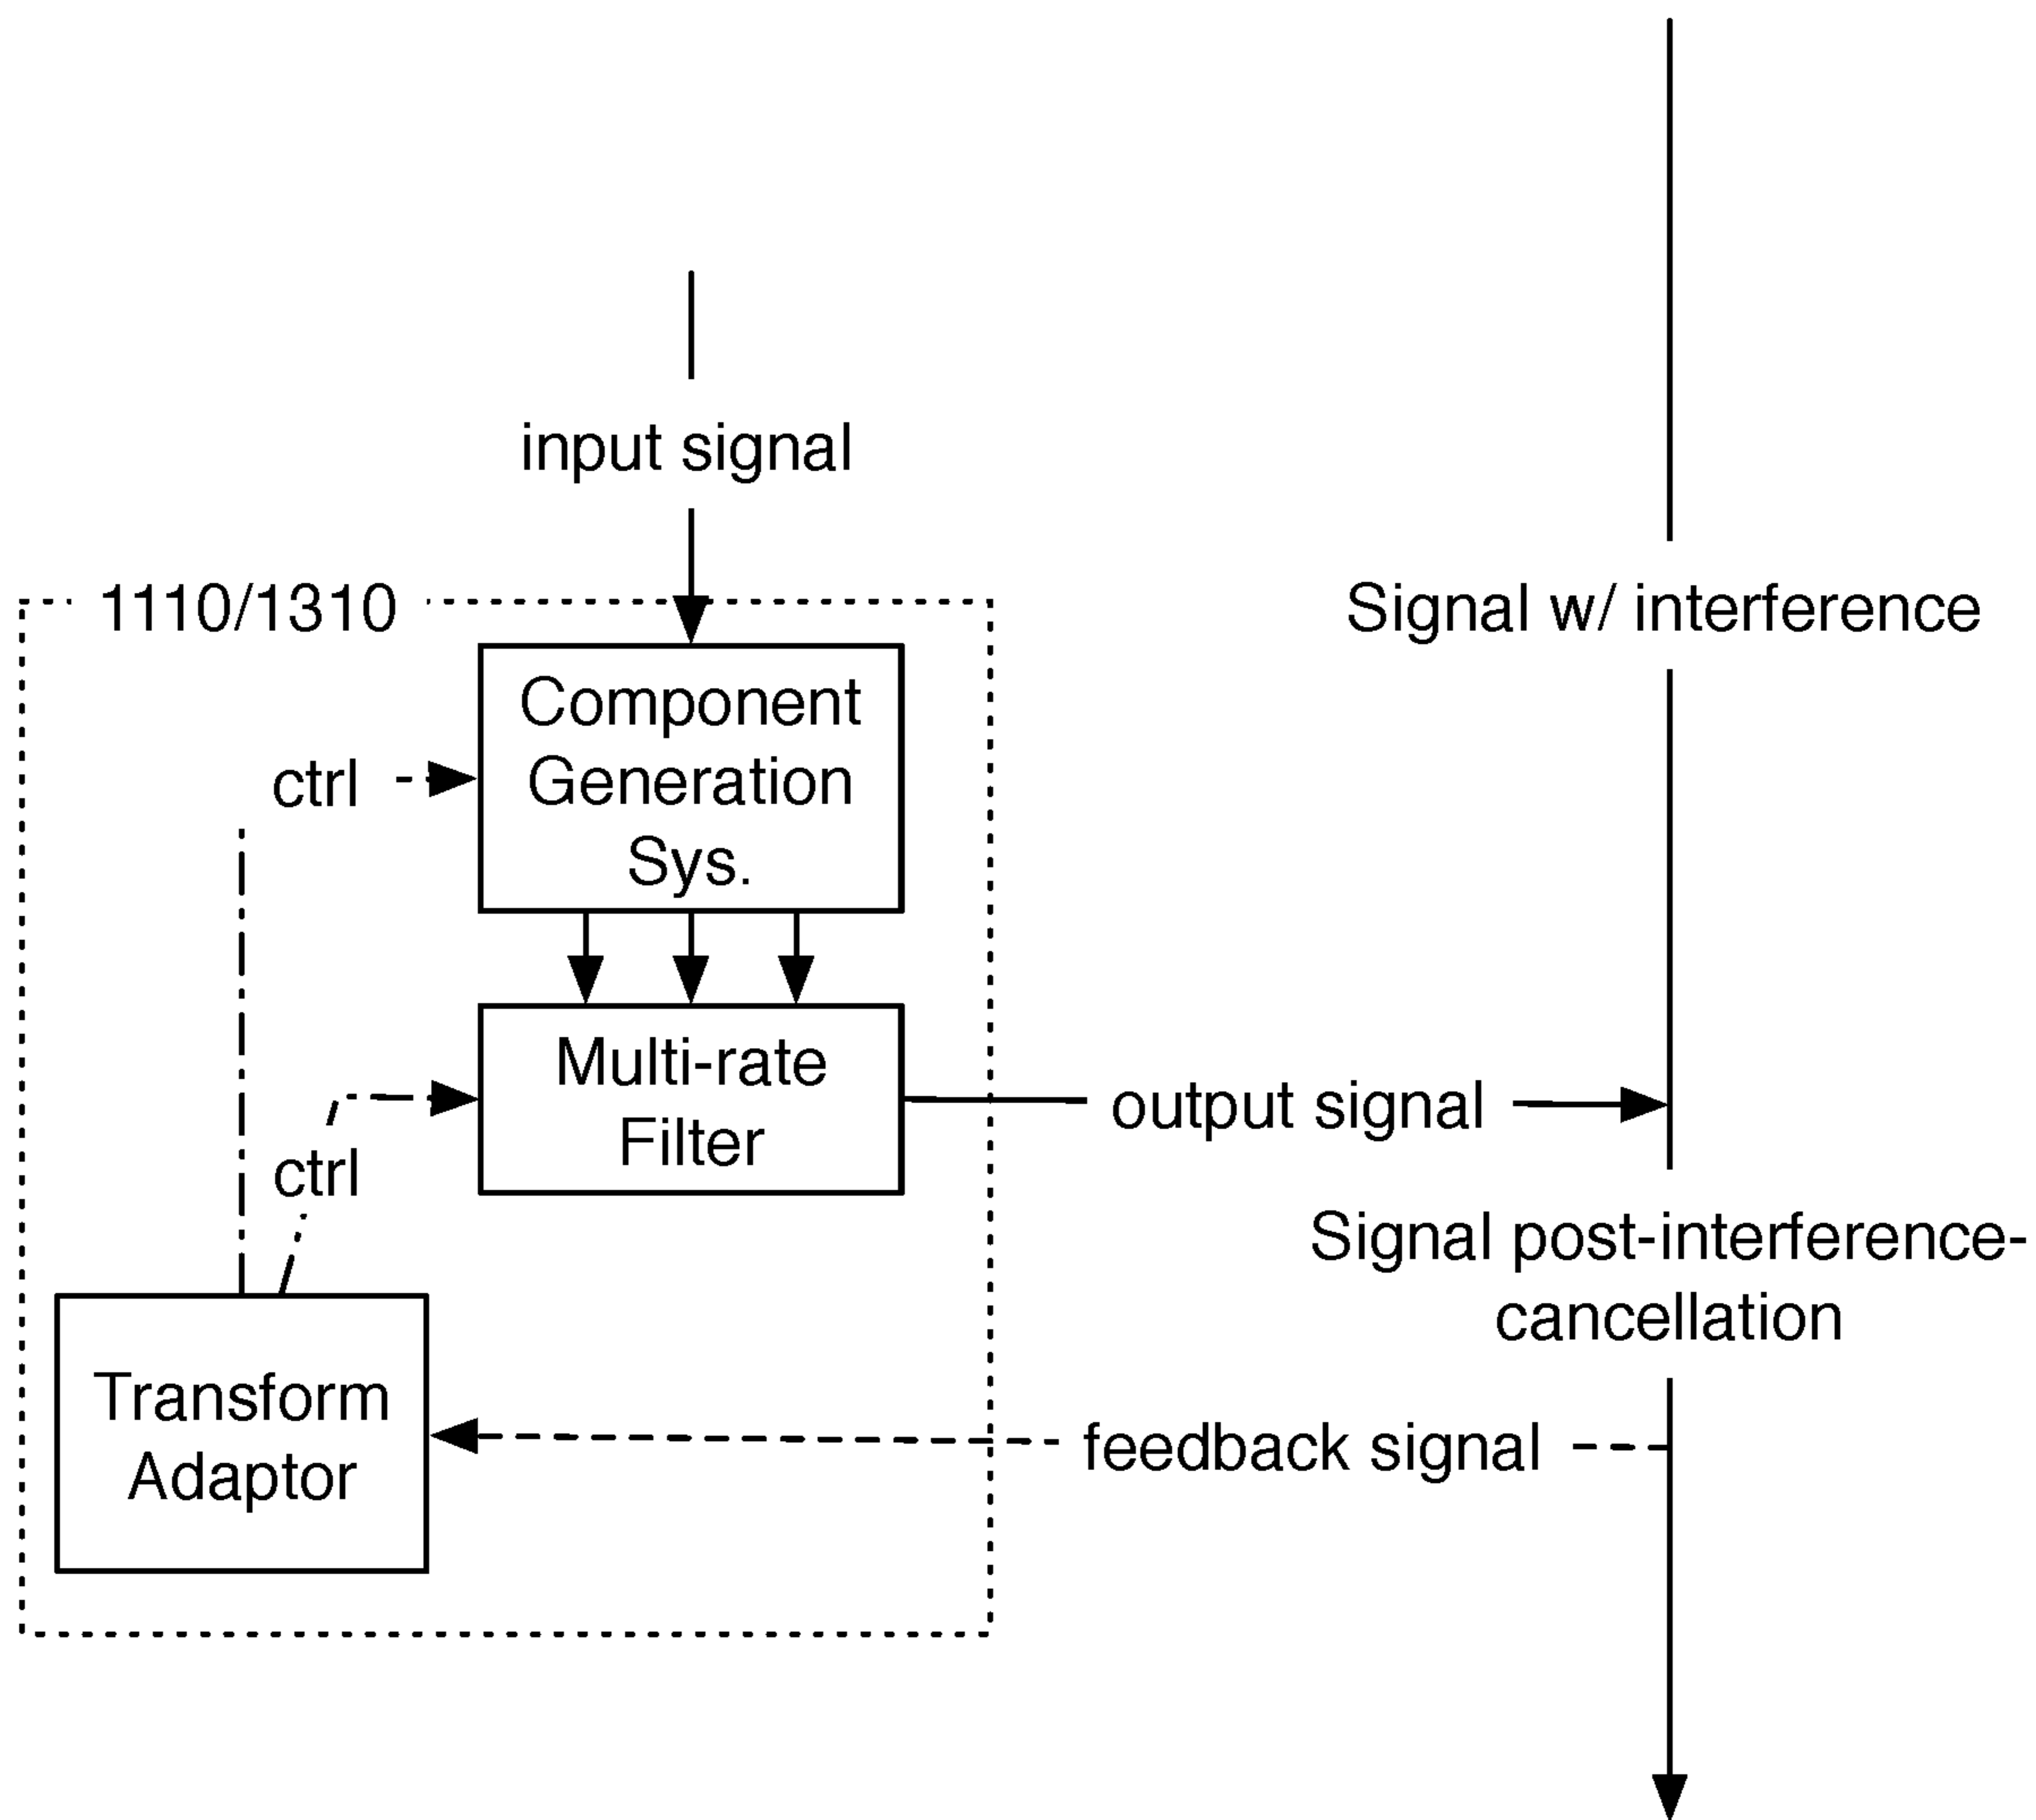 input signal
1110/1310
Signal w/ interference
Component
Generation
Sys.
ctrl
Multi-rate
Filter
ctrl
output signal
Signal post-interference-
cancellation
Transform
Adaptor
feedback signal